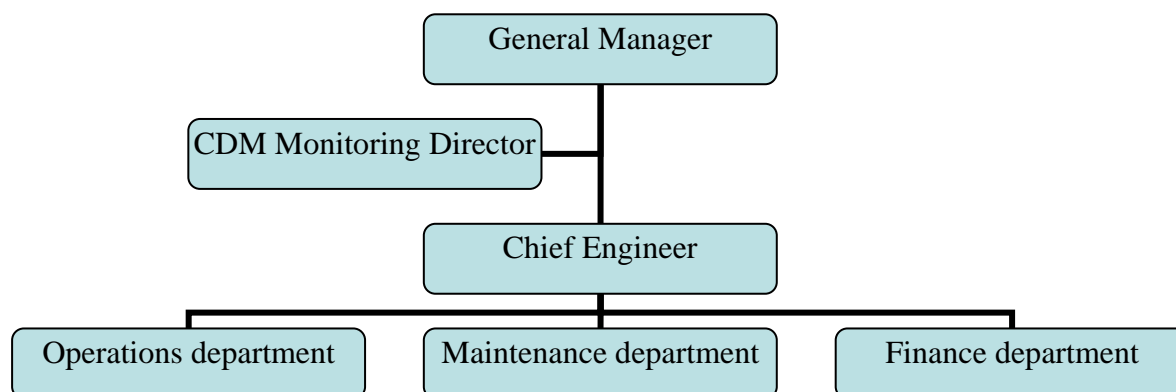 General Manager
CDM Monitoring Director
Chief Engineer
Operations department
Maintenance department
Finance department